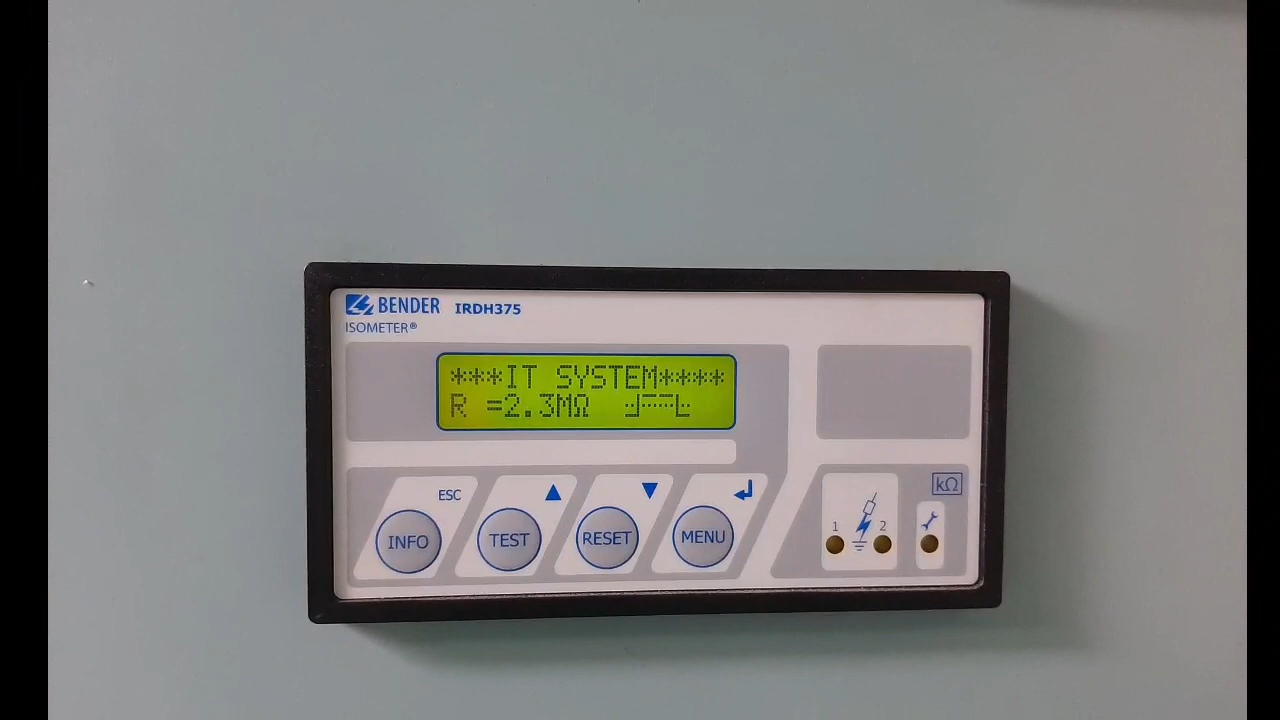 BENDER IRDH375
ISOMETER®
***IT SYSTEM****
R =2.3MΩ
ESC
INFO
TEST
RESET
MENU
kΩ
1 2